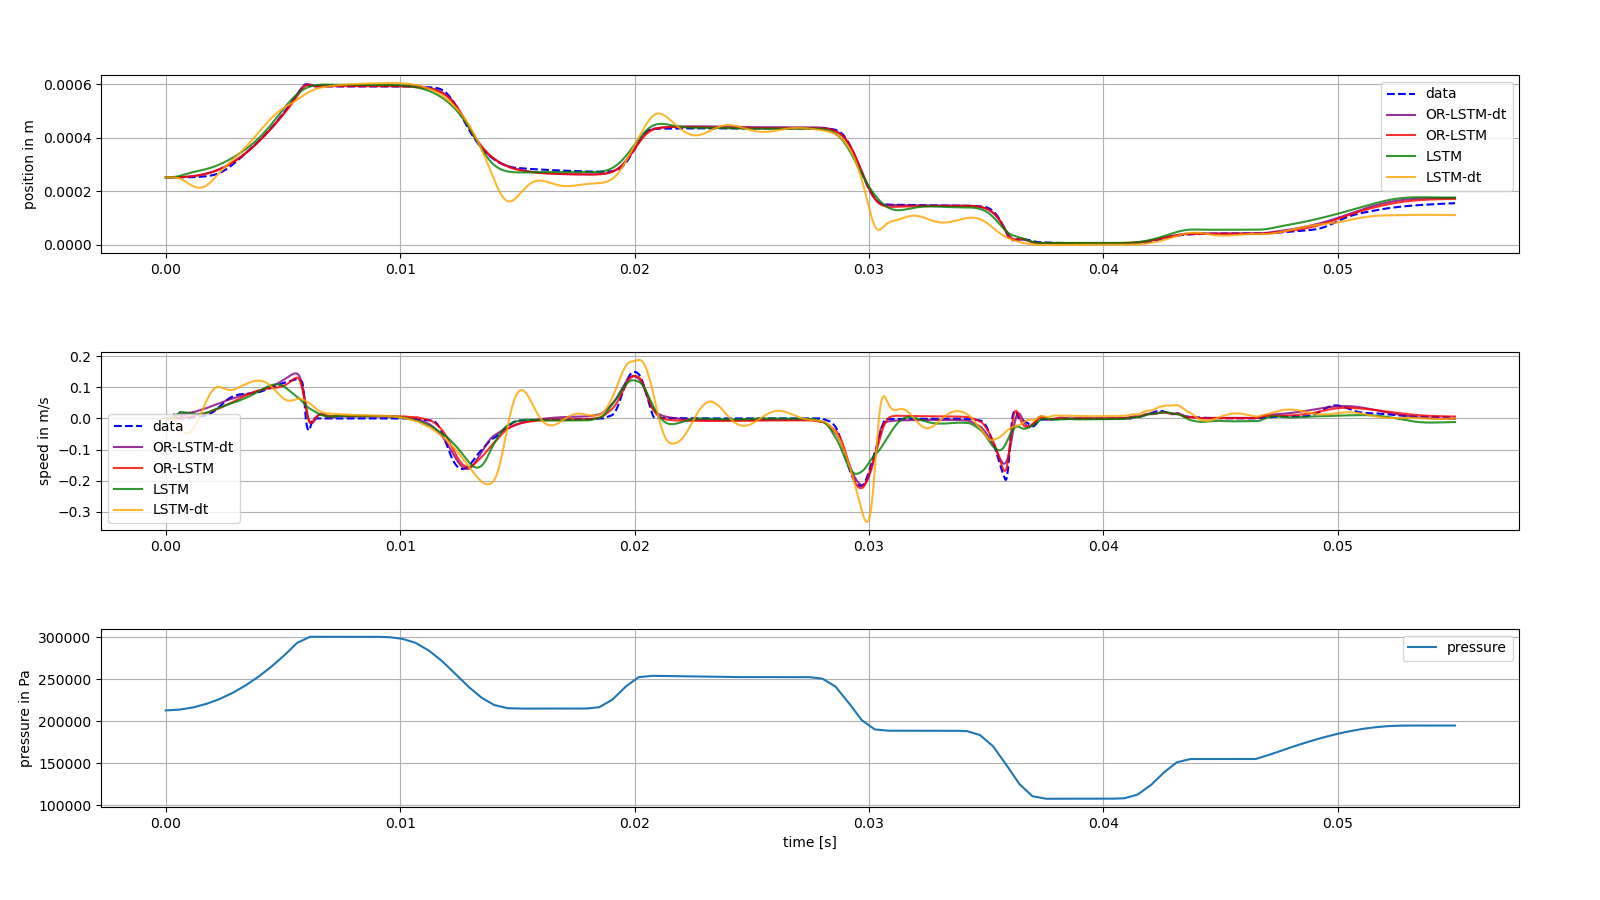 position in m
0.0006
0.0004
0.0002
0.0000
data
OR-LSTM-dt
OR-LSTM
LSTM
LSTM-dt
0.00 0.01 0.02 0.03 0.04 0.05
speed in m/s
0.2
0.1
0.0
−0.1
−0.2
−0.3
data
OR-LSTM-dt
OR-LSTM
LSTM
LSTM-dt
0.00 0.01 0.02 0.03 0.04 0.05
pressure in Pa
300000
250000
200000
150000
100000
pressure
0.00 0.01 0.02 0.03 0.04 0.05
time [s]